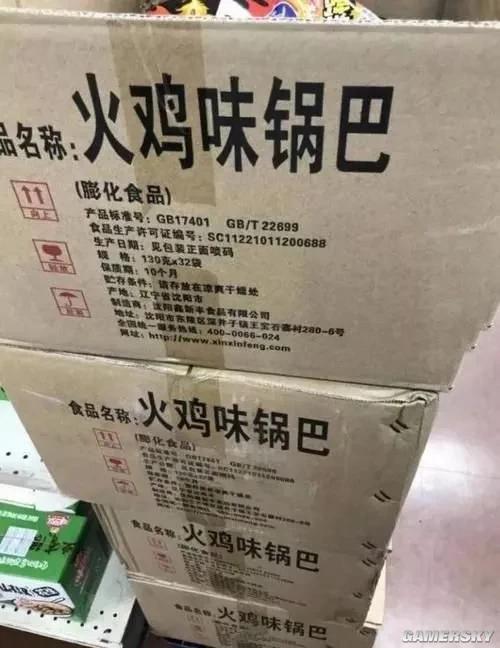 品名称: 火鸡味锅巴
(膨化食品)
向上
产品标准号: GB17401 GB/T 22699
食品生产许可证编号: SC11221011200688
生产日期: 见包装正面喷码
规 格: 130克×32袋
保质期: 10个月
贮存条件: 请存放在凉爽干燥处
产地: 辽宁省沈阳市
制造商: 沈阳鑫新丰食品有限公司
地址: 沈阳市东陵区深井子镇王宝石寨村280-6号
全国统一服务热线: 400-0066-024
网址: http://www.xinxinfeng.com
食品名称: 火鸡味锅巴
(膨化食品)
食品名称: 火鸡味锅巴
(膨化食品)
食品名称: 火鸡味锅巴
GAMERSKY